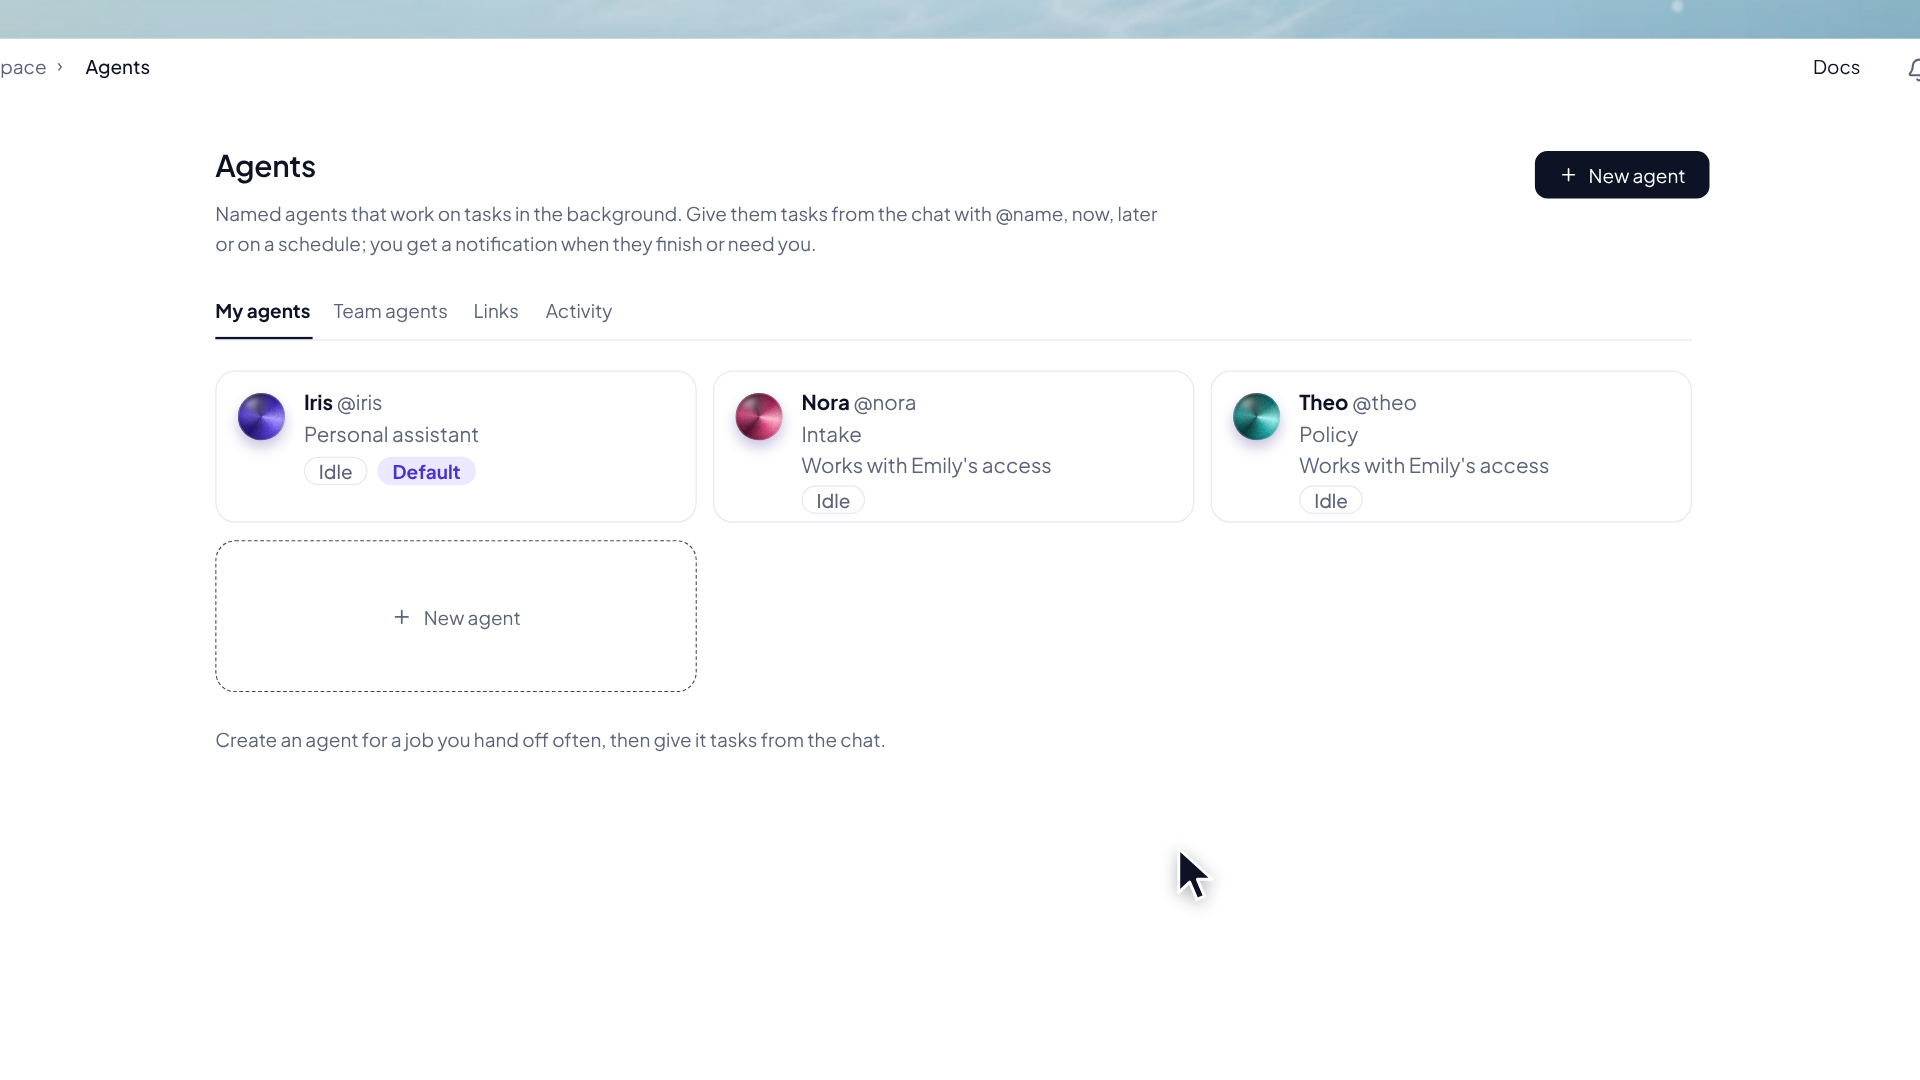 pace › Agents
Docs
Agents
+ New agent
Named agents that work on tasks in the background. Give them tasks from the chat with @name, now, later
or on a schedule; you get a notification when they finish or need you.
My agents Team agents Links Activity
Iris @iris
Personal assistant
Idle Default
Nora @nora
Intake
Works with Emily's access
Idle
Theo @theo
Policy
Works with Emily's access
Idle
+ New agent
Create an agent for a job you hand off often, then give it tasks from the chat.